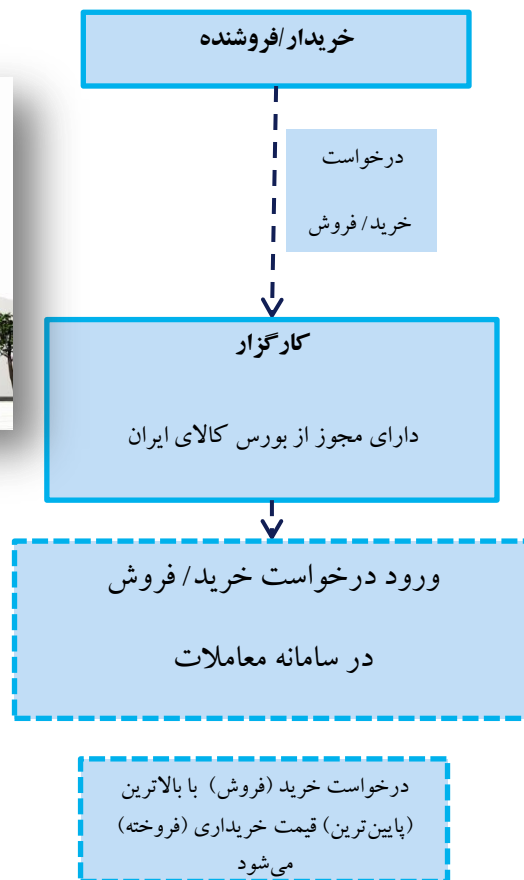 خریدار/فروشنده
درخواست
خرید/ فروش
کارگزار
دارای مجوز از بورس کالای ایران
ورود درخواست خرید/ فروش
در سامانه معاملات
درخواست خرید (فروش) با بالاترین
(پایین‌ترین) قیمت خریداری (فروخته)
می‌شود